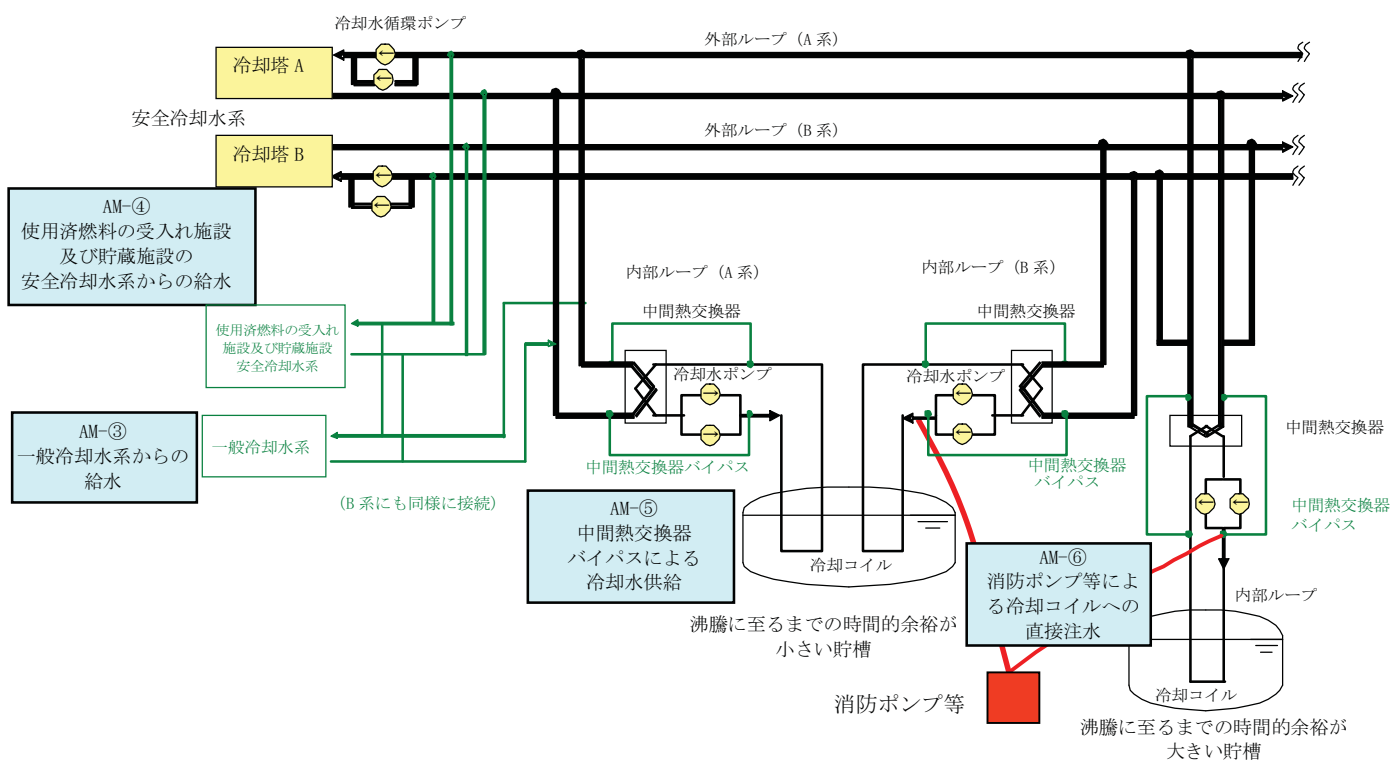 冷却水循環ポンプ
外部ループ（A 系）
冷却塔 A
安全冷却水系
外部ループ（B 系）
冷却塔 B
AM-④
使用済燃料の受入れ施設
及び貯蔵施設の
安全冷却水系からの給水
使用済燃料の受入れ
施設及び貯蔵施設
安全冷却水系
AM-③
一般冷却水系からの
給水
一般冷却水系
(B 系にも同様に接続)
内部ループ（A 系）
中間熱交換器
冷却水ポンプ
中間熱交換器バイパス
内部ループ（B 系）
中間熱交換器
冷却水ポンプ
中間熱交換器
バイパス
中間熱交換器
中間熱交換器
バイパス
AM-⑤
中間熱交換器
バイパスによる
冷却水供給
冷却コイル
沸騰に至るまでの時間的余裕が
小さい貯槽
AM-⑥
消防ポンプ等によ
る冷却コイルへの
直接注水
消防ポンプ等
内部ループ
冷却コイル
沸騰に至るまでの時間的余裕が
大きい貯槽